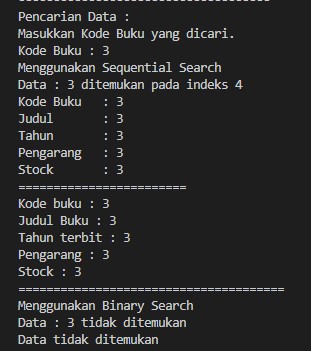 Pencarian Data :
Masukkan Kode Buku yang dicari.
Kode Buku : 3
Menggunakan Sequential Search
Data : 3 ditemukan pada indeks 4
Kode Buku   : 3
Judul       : 3
Tahun       : 3
Pengarang   : 3
Stock       : 3
========================
Kode buku : 3
Judul Buku : 3
Tahun terbit : 3
Pengarang : 3
Stock : 3
======================================
Menggunakan Binary Search
Data : 3 tidak ditemukan
Data tidak ditemukan